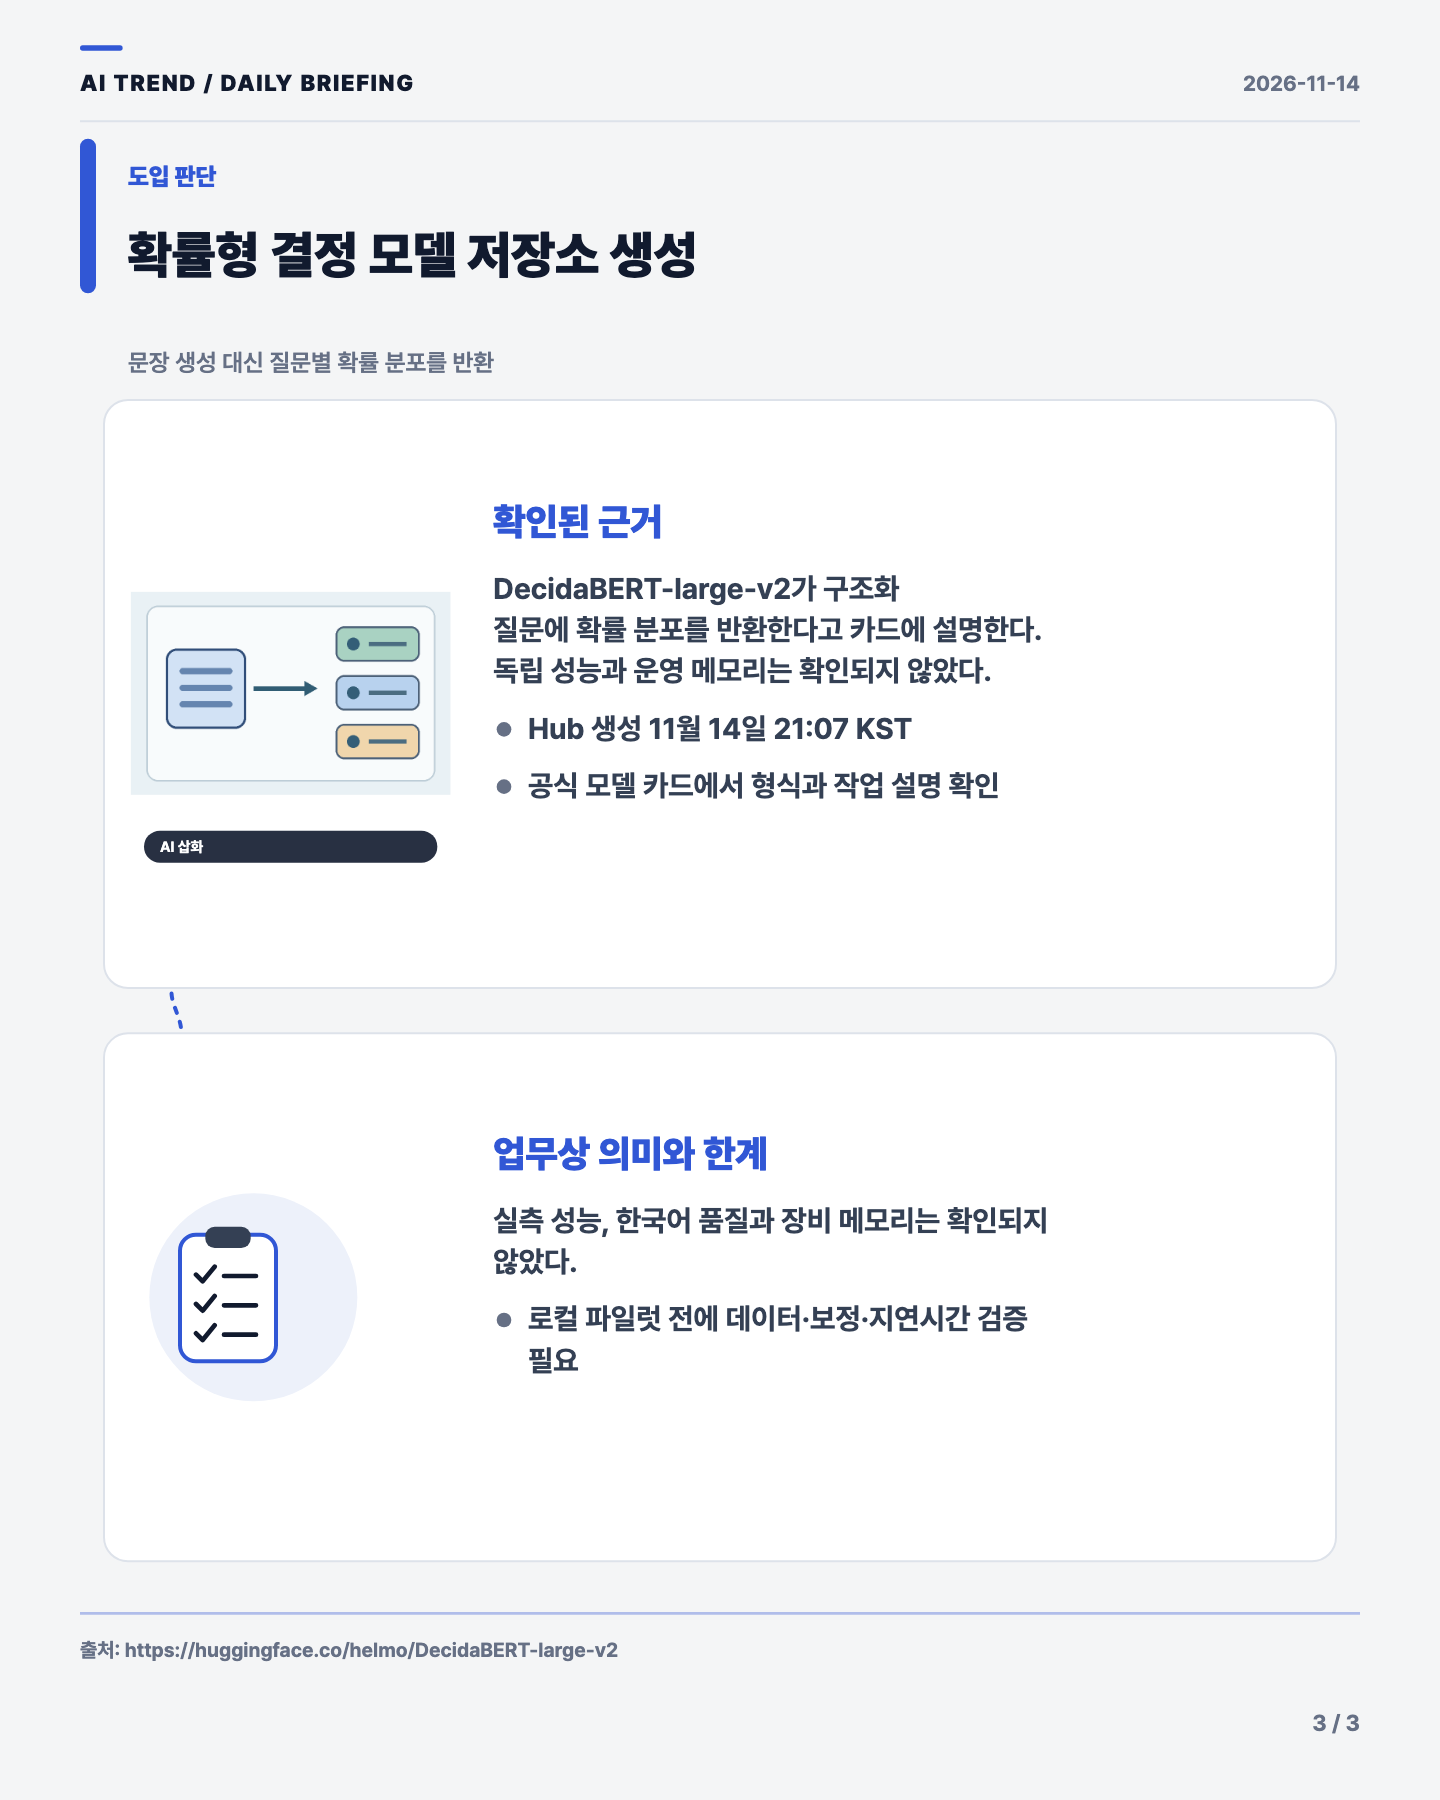 AI TREND / DAILY BRIEFING
2026-11-14
도입 판단
확률형 결정 모델 저장소 생성
문장 생성 대신 질문별 확률 분포를 반환
확인된 근거
DecidaBERT-large-v2가 구조화
질문에 확률 분포를 반환한다고 카드에 설명한다.
독립 성능과 운영 메모리는 확인되지 않았다.
Hub 생성 11월 14일 21:07 KST
공식 모델 카드에서 형식과 작업 설명 확인
AI 삽화
업무상 의미와 한계
실측 성능, 한국어 품질과 장비 메모리는 확인되지
않았다.
로컬 파일럿 전에 데이터·보정·지연시간 검증
필요
출처: https://huggingface.co/helmo/DecidaBERT-large-v2
3 / 3